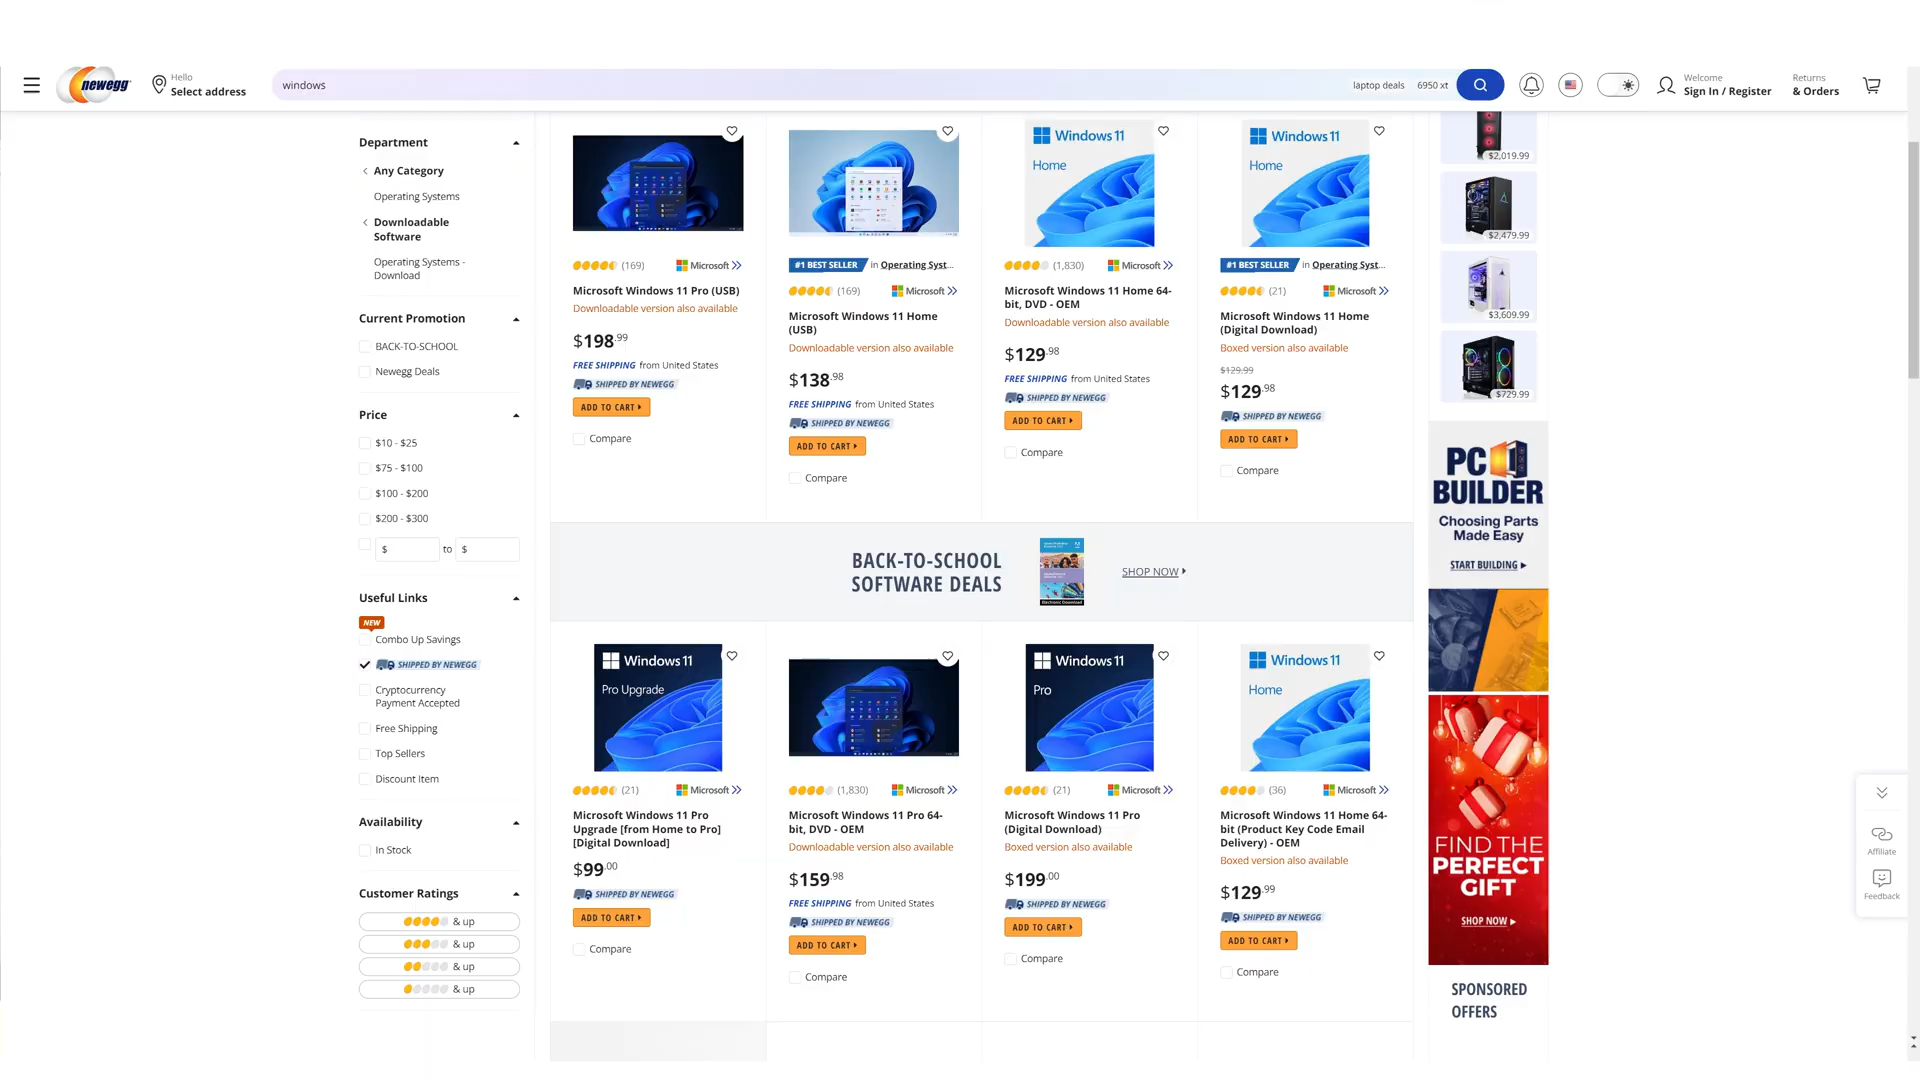 newegg
Hello
Select address
windows
laptop deals 6950 xt
Welcome
Sign In / Register
Returns
& Orders
Department
Any Category
Operating Systems
Downloadable
Software
Operating Systems -
Download
Current Promotion
BACK-TO-SCHOOL
Newegg Deals
Price
$10 - $25
$75 - $100
$100 - $200
$200 - $300
$ to $
Useful Links
NEW
Combo Up Savings
SHIPPED BY NEWEGG
Cryptocurrency
Payment Accepted
Free Shipping
Top Sellers
Discount Item
Availability
In Stock
Customer Ratings
& up
& up
& up
& up
(169) Microsoft
Microsoft Windows 11 Pro (USB)
Downloadable version also available
$198.99
FREE SHIPPING from United States
SHIPPED BY NEWEGG
ADD TO CART
Compare
#1 BEST SELLER in Operating Syst...
(169) Microsoft
Microsoft Windows 11 Home
(USB)
Downloadable version also available
$138.98
FREE SHIPPING from United States
SHIPPED BY NEWEGG
ADD TO CART
Compare
Windows 11
Home
(1,830) Microsoft
Microsoft Windows 11 Home 64-
bit, DVD - OEM
Downloadable version also available
$129.98
FREE SHIPPING from United States
SHIPPED BY NEWEGG
ADD TO CART
Compare
Windows 11
Home
#1 BEST SELLER in Operating Syst...
(21) Microsoft
Microsoft Windows 11 Home
(Digital Download)
Boxed version also available
$129.99
$129.98
SHIPPED BY NEWEGG
ADD TO CART
Compare
BACK-TO-SCHOOL
SOFTWARE DEALS
Electronic Download
SHOP NOW
Windows 11
Pro Upgrade
(21) Microsoft
Microsoft Windows 11 Pro
Upgrade [from Home to Pro]
[Digital Download]
$99.00
SHIPPED BY NEWEGG
ADD TO CART
Compare
(1,830) Microsoft
Microsoft Windows 11 Pro 64-
bit, DVD - OEM
Downloadable version also available
$159.98
FREE SHIPPING from United States
SHIPPED BY NEWEGG
ADD TO CART
Compare
Windows 11
Pro
(21) Microsoft
Microsoft Windows 11 Pro
(Digital Download)
Boxed version also available
$199.00
SHIPPED BY NEWEGG
ADD TO CART
Compare
Windows 11
Home
(36) Microsoft
Microsoft Windows 11 Home 64-
bit (Product Key Code Email
Delivery) - OEM
Boxed version also available
$129.99
SHIPPED BY NEWEGG
ADD TO CART
Compare
$2,019.99
$2,479.99
$3,609.99
$729.99
PC
BUILDER
Choosing Parts
Made Easy
START BUILDING
FIND THE
PERFECT
GIFT
SHOP NOW
SPONSORED
OFFERS
Affiliate
Feedback